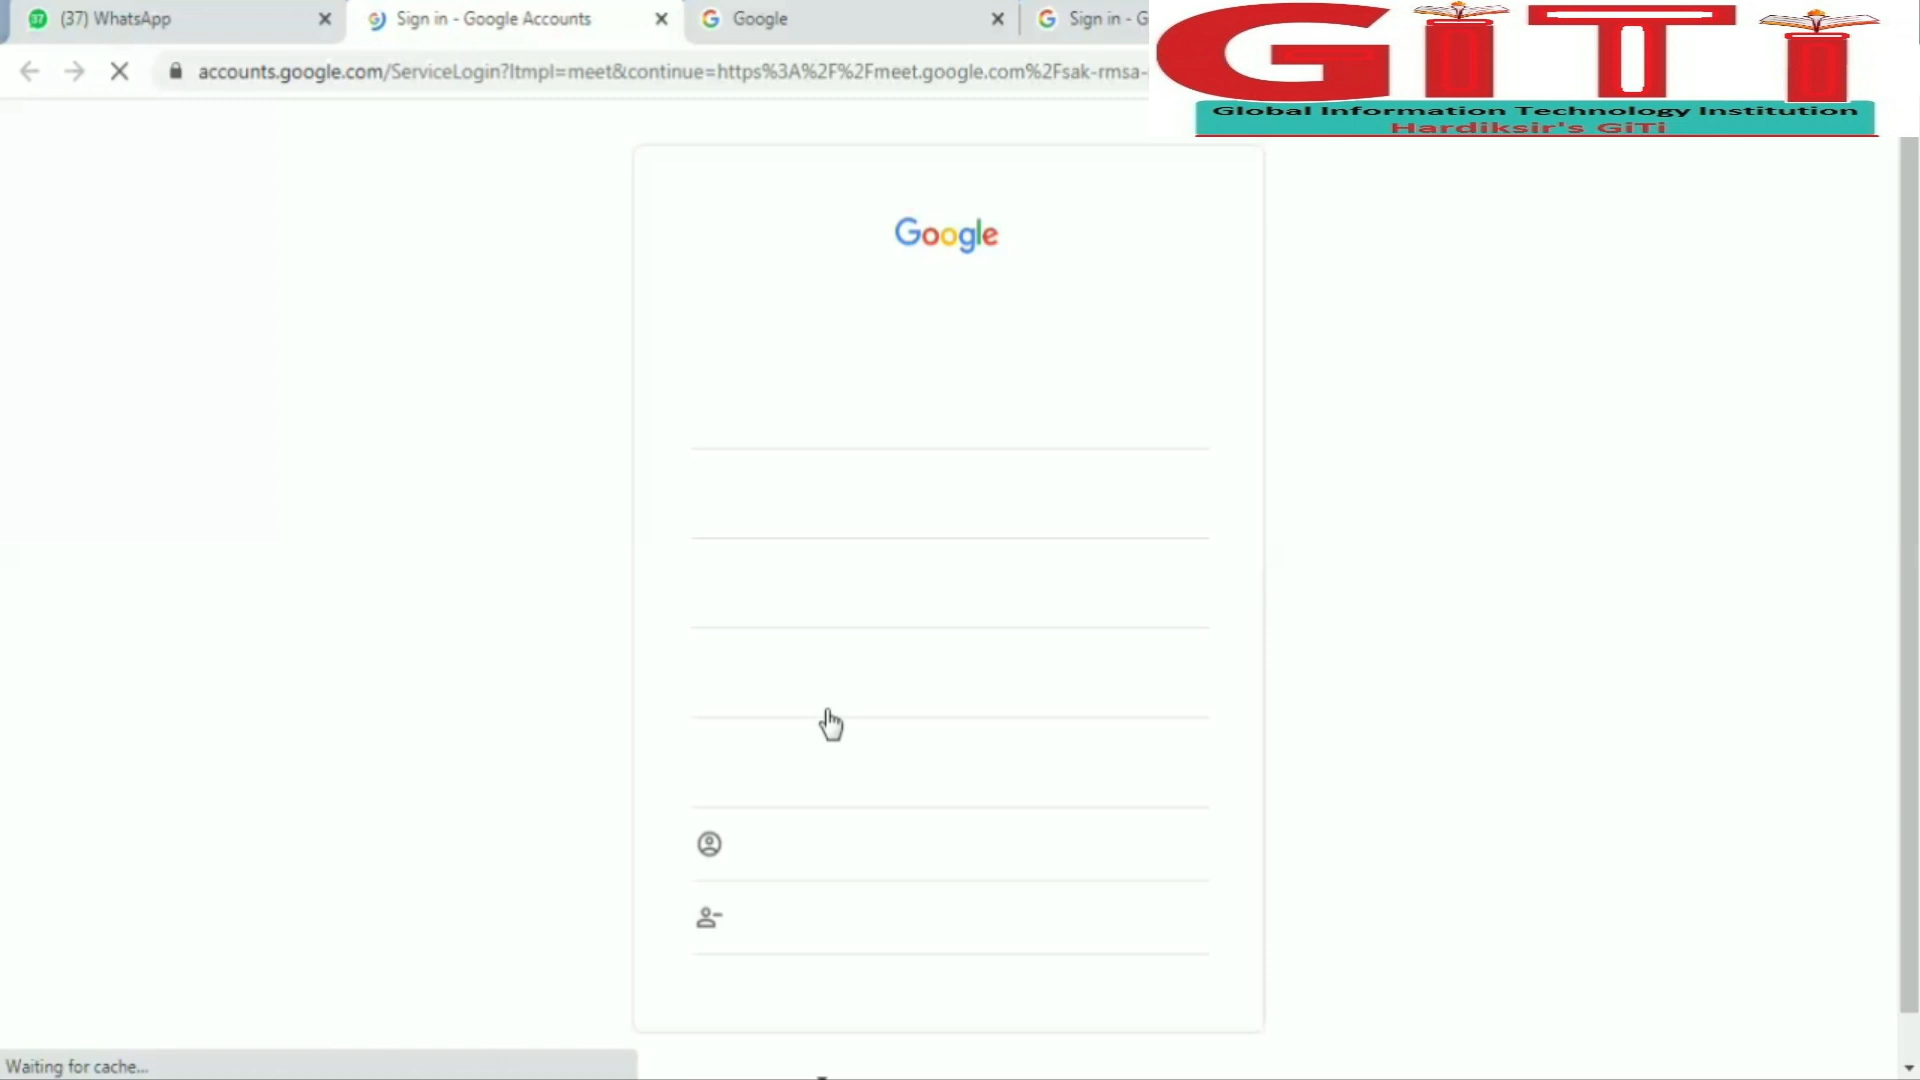 (37) WhatsApp
Sign in - Google Accounts
Google
Sign in - G
accounts.google.com/ServiceLogin?ltmpl=meet&continue=https%3A%2F%2Fmeet.google.com%2Fsak-rmsa-
GiTi
Global Information Technology Institution
Hardiksir's GiTi
Google
Waiting for cache...